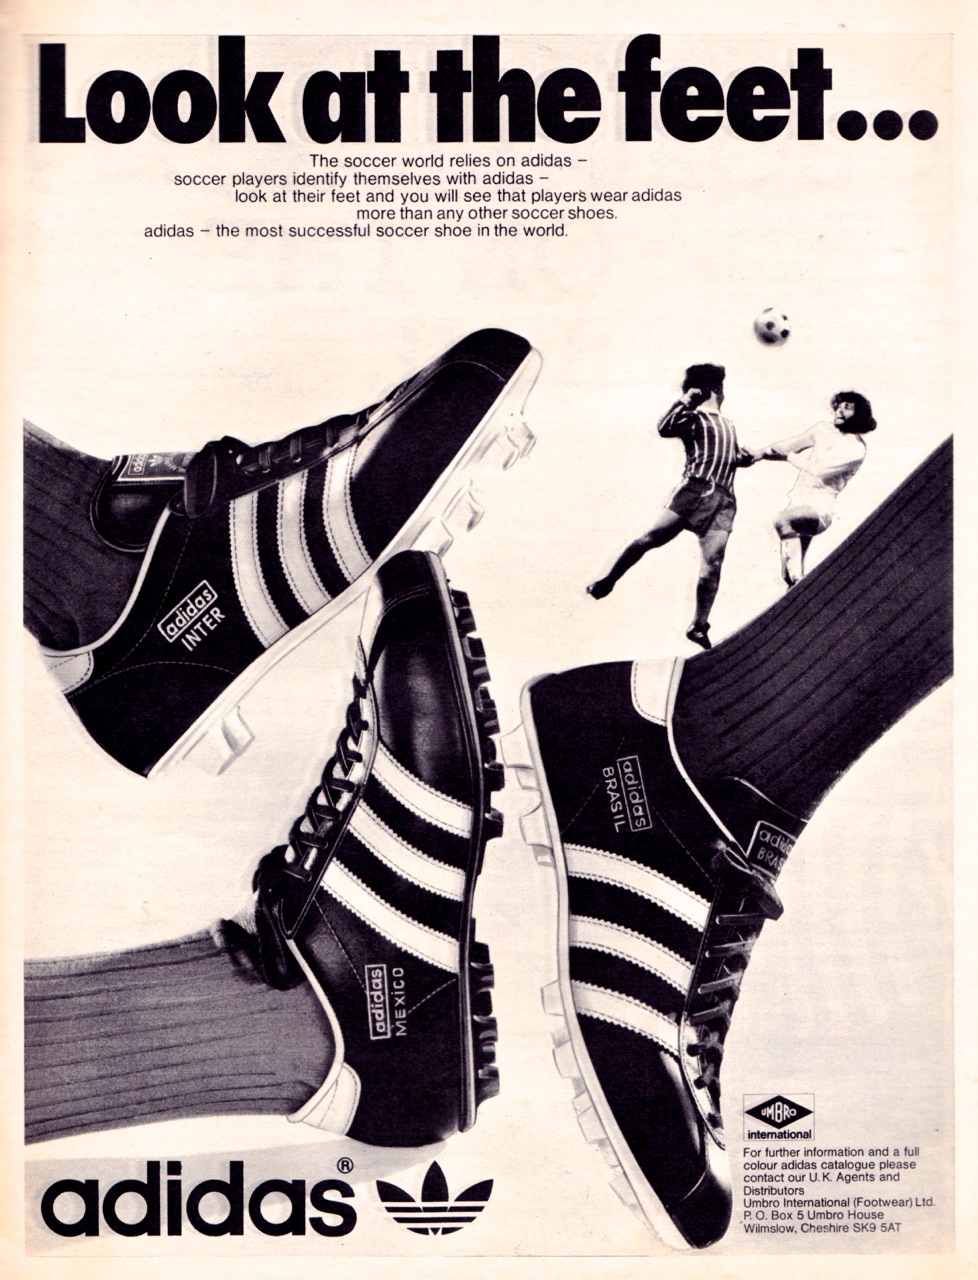 Look at the feet...
The soccer world relies on adidas –
soccer players identify themselves with adidas –
look at their feet and you will see that players wear adidas
more than any other soccer shoes.
adidas – the most successful soccer shoe in the world.
adidas
adidas
INTER
adidas
BRASIL
adidas
MEXICO
adidas®
UMBRO
international
For further information and a full
colour adidas catalogue please
contact our U.K. Agents and
Distributors
Umbro International (Footwear) Ltd.
P. O. Box 5 Umbro House
Wilmslow, Cheshire SK9 5AT